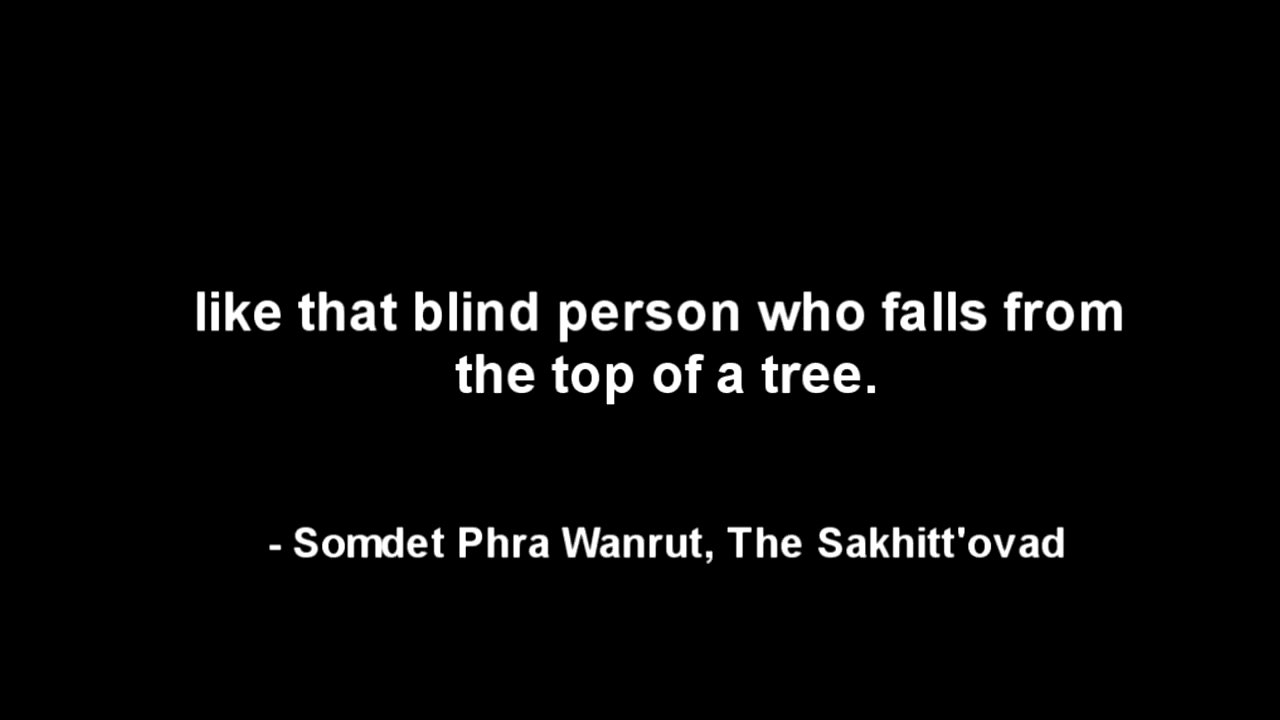 like that blind person who falls from
the top of a tree.
- Somdet Phra Wanrut, The Sakhitt'ovad